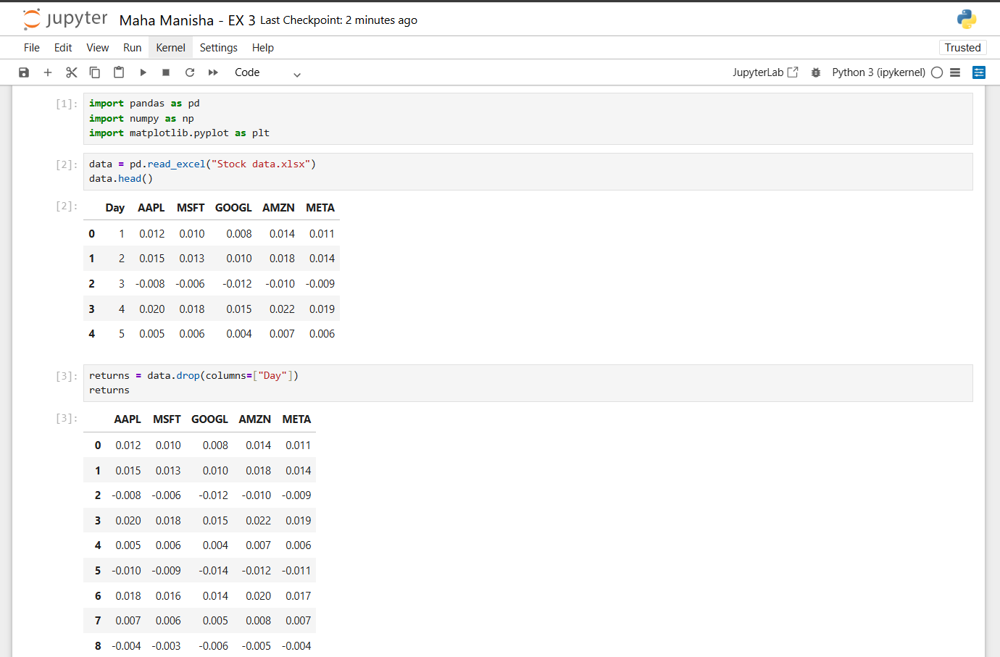 jupyter Maha Manisha - EX 3 Last Checkpoint: 2 minutes ago
File Edit View Run Kernel Settings Help Trusted
Code JupyterLab Python 3 (ipykernel)
[1]: import pandas as pd
import numpy as np
import matplotlib.pyplot as plt
[2]: data = pd.read_excel("Stock data.xlsx")
data.head()
[2]: Day AAPL MSFT GOOGL AMZN META
0 1 0.012 0.010 0.008 0.014 0.011
1 2 0.015 0.013 0.010 0.018 0.014
2 3 -0.008 -0.006 -0.012 -0.010 -0.009
3 4 0.020 0.018 0.015 0.022 0.019
4 5 0.005 0.006 0.004 0.007 0.006
[3]: returns = data.drop(columns=["Day"])
returns
[3]: AAPL MSFT GOOGL AMZN META
0 0.012 0.010 0.008 0.014 0.011
1 0.015 0.013 0.010 0.018 0.014
2 -0.008 -0.006 -0.012 -0.010 -0.009
3 0.020 0.018 0.015 0.022 0.019
4 0.005 0.006 0.004 0.007 0.006
5 -0.010 -0.009 -0.014 -0.012 -0.011
6 0.018 0.016 0.014 0.020 0.017
7 0.007 0.006 0.005 0.008 0.007
8 -0.004 -0.003 -0.006 -0.005 -0.004